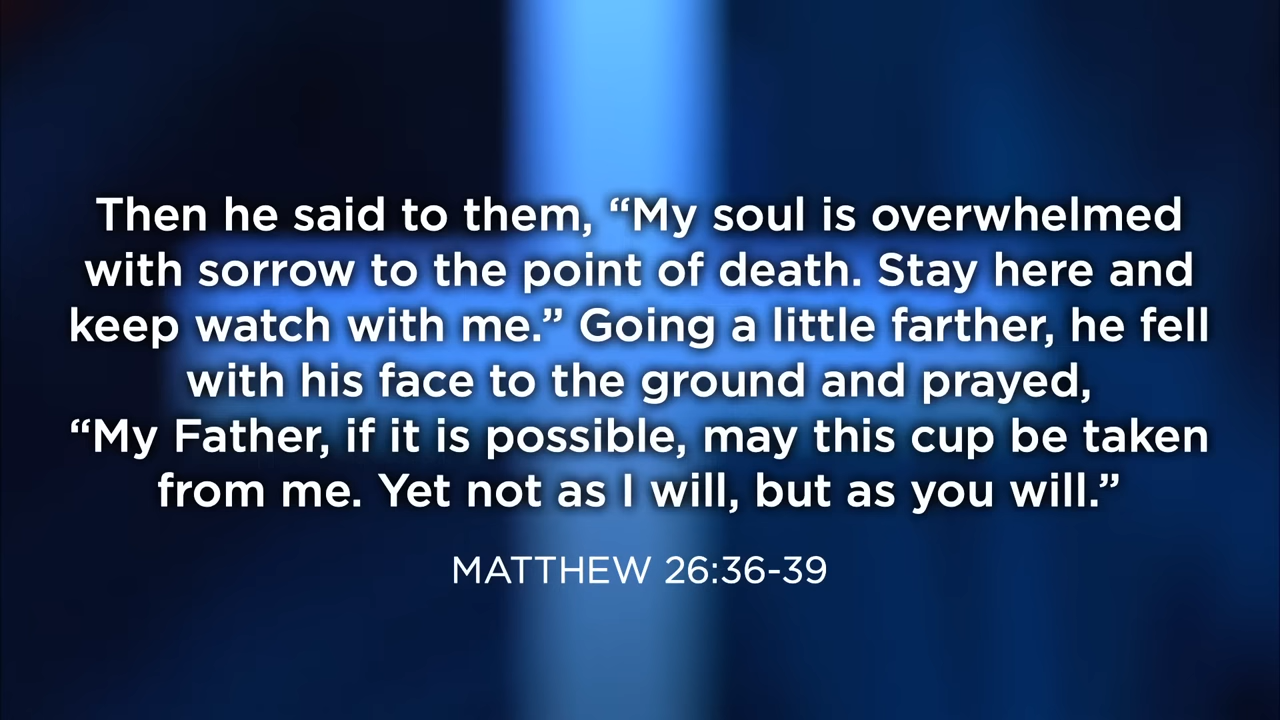 Then he said to them, “My soul is overwhelmed
with sorrow to the point of death. Stay here and
keep watch with me.” Going a little farther, he fell
with his face to the ground and prayed,
“My Father, if it is possible, may this cup be taken
from me. Yet not as I will, but as you will.”
MATTHEW 26:36-39